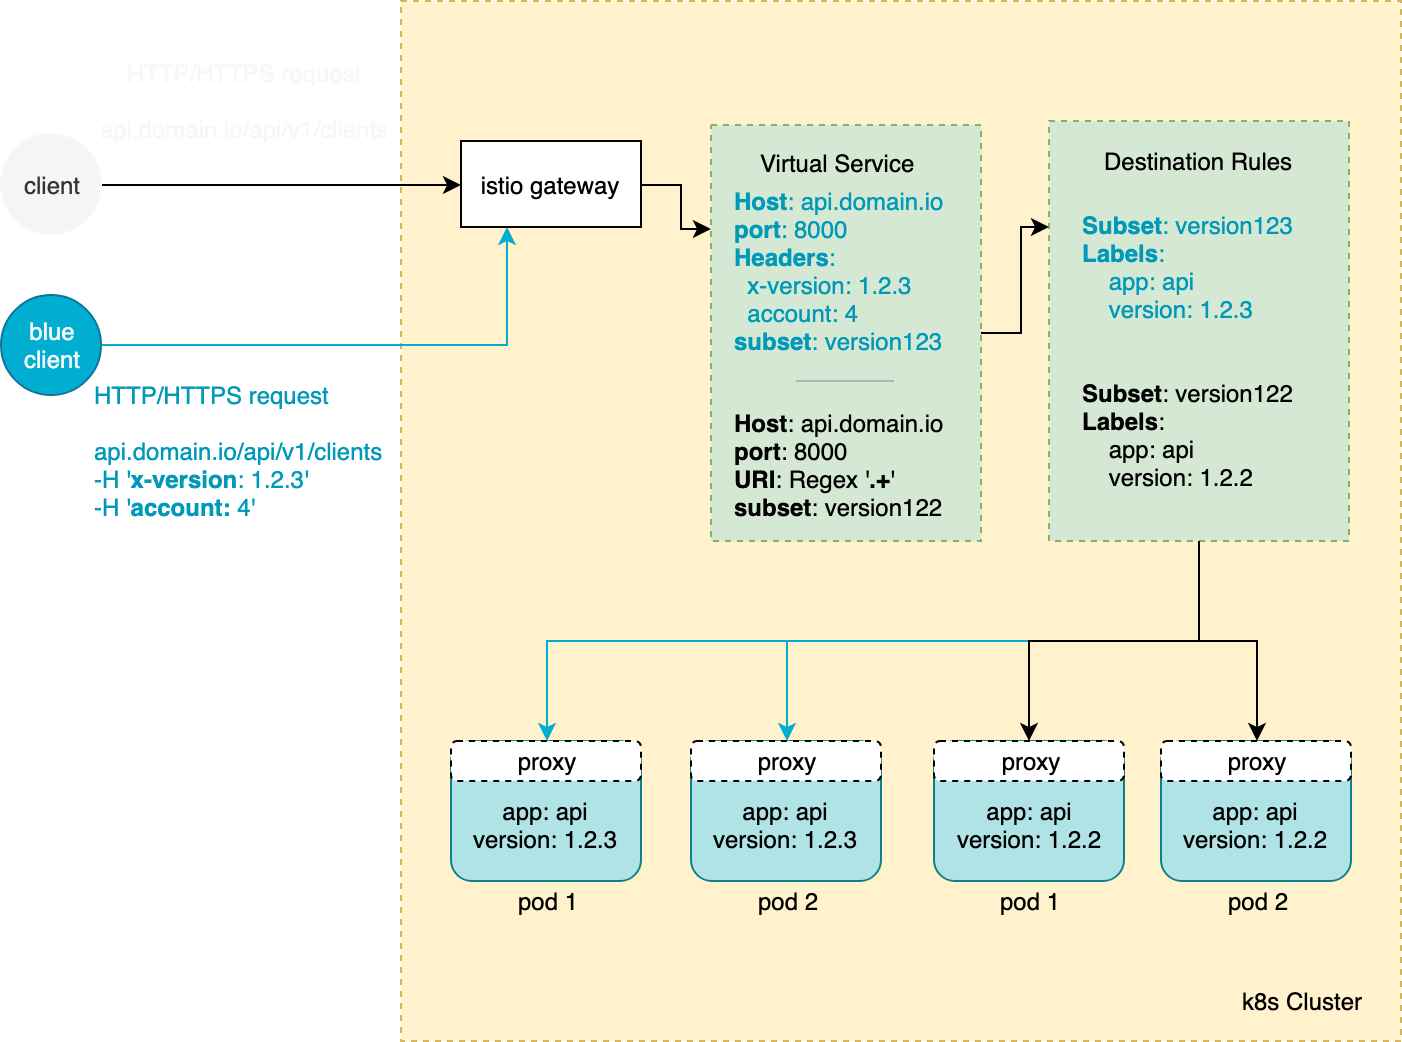 HTTP/HTTPS request
api.domain.io/api/v1/clients
client
blue
client
HTTP/HTTPS request
api.domain.io/api/v1/clients
-H 'x-version: 1.2.3'
-H 'account: 4'
istio gateway
Virtual Service
Host: api.domain.io
port: 8000
Headers:
x-version: 1.2.3
account: 4
subset: version123
Host: api.domain.io
port: 8000
URI: Regex '.+'
subset: version122
Destination Rules
Subset: version123
Labels:
app: api
version: 1.2.3
Subset: version122
Labels:
app: api
version: 1.2.2
proxy
app: api
version: 1.2.3
pod 1
proxy
app: api
version: 1.2.3
pod 2
proxy
app: api
version: 1.2.2
pod 1
proxy
app: api
version: 1.2.2
pod 2
k8s Cluster